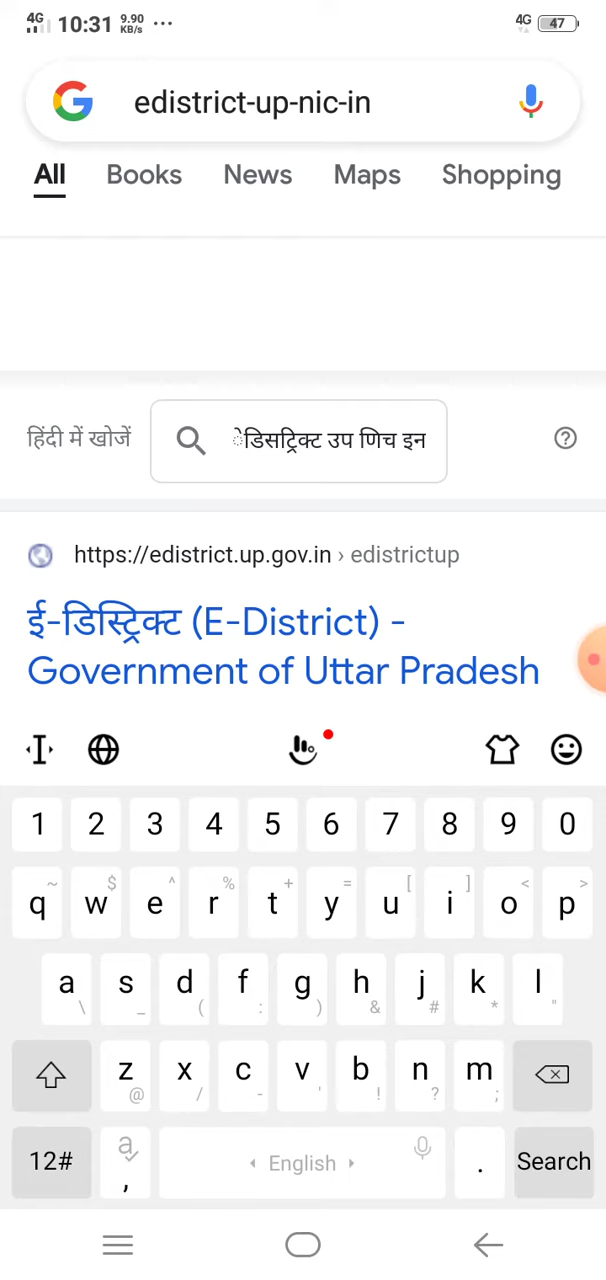 4G 10:31 9.90 KB/s ... 4G 47
edistrict-up-nic-in
All Books News Maps Shopping
हिंदी में खोजें ेडिसट्रिक्ट उप णिच इन ?
https://edistrict.up.gov.in › edistrictup
ई-डिस्ट्रिक्ट (E-District) -
Government of Uttar Pradesh
1 2 3 4 5 6 7 8 9 0
~ $ ^ % + = [ ] < >
q w e r t y u i o p
a s d f g h j k l
\ _ ( : ) & # * "
z x c v b n m
@ / - ' ! ? ;
12# a , English . Search